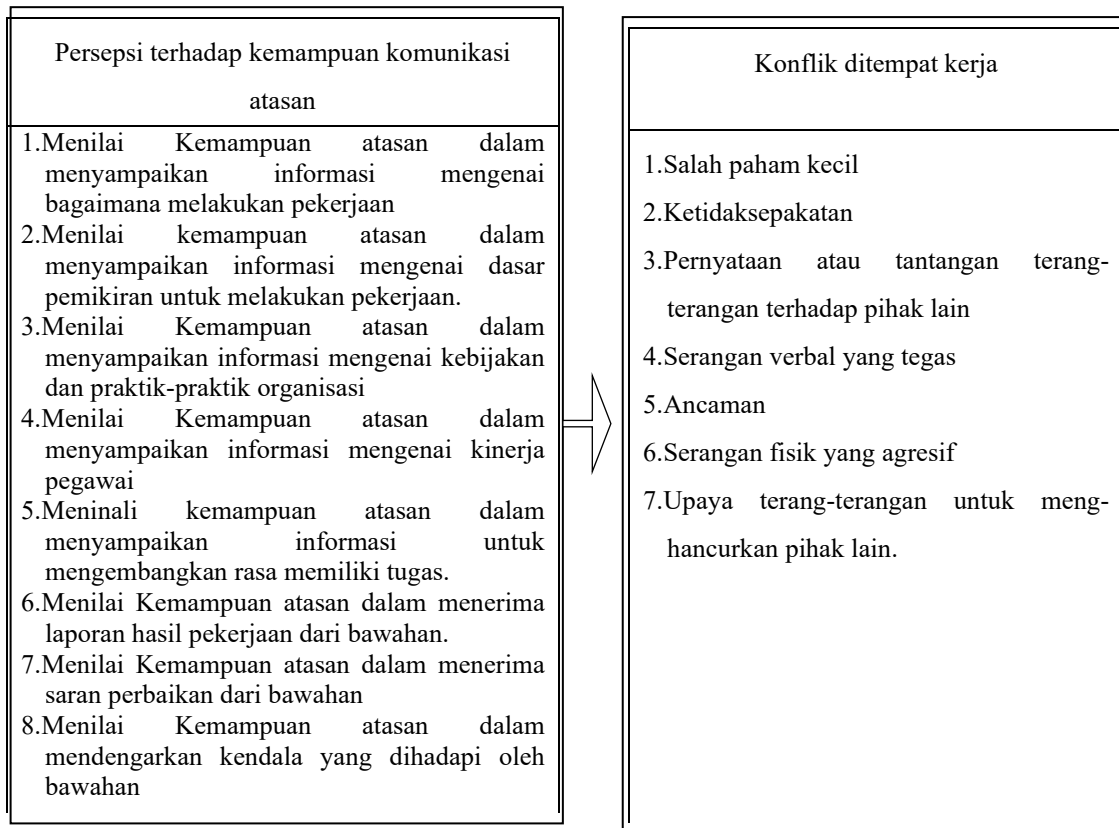 Persepsi terhadap kemampuan komunikasi
atasan
1.Menilai Kemampuan atasan dalam
menyampaikan informasi mengenai
bagaimana melakukan pekerjaan
2.Menilai kemampuan atasan dalam
menyampaikan informasi mengenai dasar
pemikiran untuk melakukan pekerjaan.
3.Menilai Kemampuan atasan dalam
menyampaikan informasi mengenai kebijakan
dan praktik-praktik organisasi
4.Menilai Kemampuan atasan dalam
menyampaikan informasi mengenai kinerja
pegawai
5.Meninali kemampuan atasan dalam
menyampaikan informasi untuk
mengembangkan rasa memiliki tugas.
6.Menilai Kemampuan atasan dalam menerima
laporan hasil pekerjaan dari bawahan.
7.Menilai Kemampuan atasan dalam menerima
saran perbaikan dari bawahan
8.Menilai Kemampuan atasan dalam
mendengarkan kendala yang dihadapi oleh
bawahan
Konflik ditempat kerja
1.Salah paham kecil
2.Ketidaksepakatan
3.Pernyataan atau tantangan terang-
terangan terhadap pihak lain
4.Serangan verbal yang tegas
5.Ancaman
6.Serangan fisik yang agresif
7.Upaya terang-terangan untuk meng-
hancurkan pihak lain.